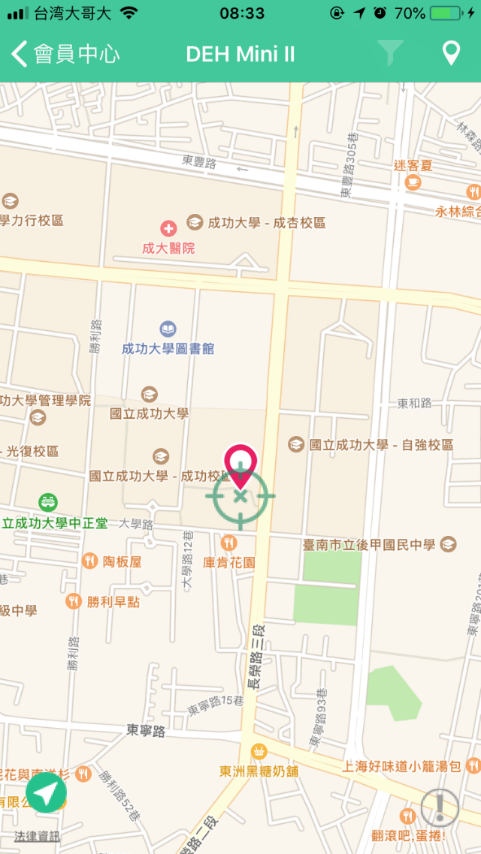 台湾大哥大 08:33 70%
會員中心 DEH Mini II
東豐路
東豐路305巷
林森路
迷客夏
永林綜合
學力行校區
成功大學 - 成杏校區
成大醫院
勝利路
成功大學圖書館
東和路
功大學管理學院
國立成功大學
國立成功大學 - 自強校區
- 光復校區
國立成功大學 - 成功校區
立成功大學中正堂
大學路
大學路12巷
庫肯花園
臺南市立後甲國民中學
陶板屋
巷
勝利早點
級中學
勝利路
長榮路三段
東寧路15巷
東寧路93巷
東寧路
東洲黑糖奶舖
上海好味道小籠湯包
勝利路52巷
有限公
長榮路二段
翻滾吧,蛋捲!
法律資訊